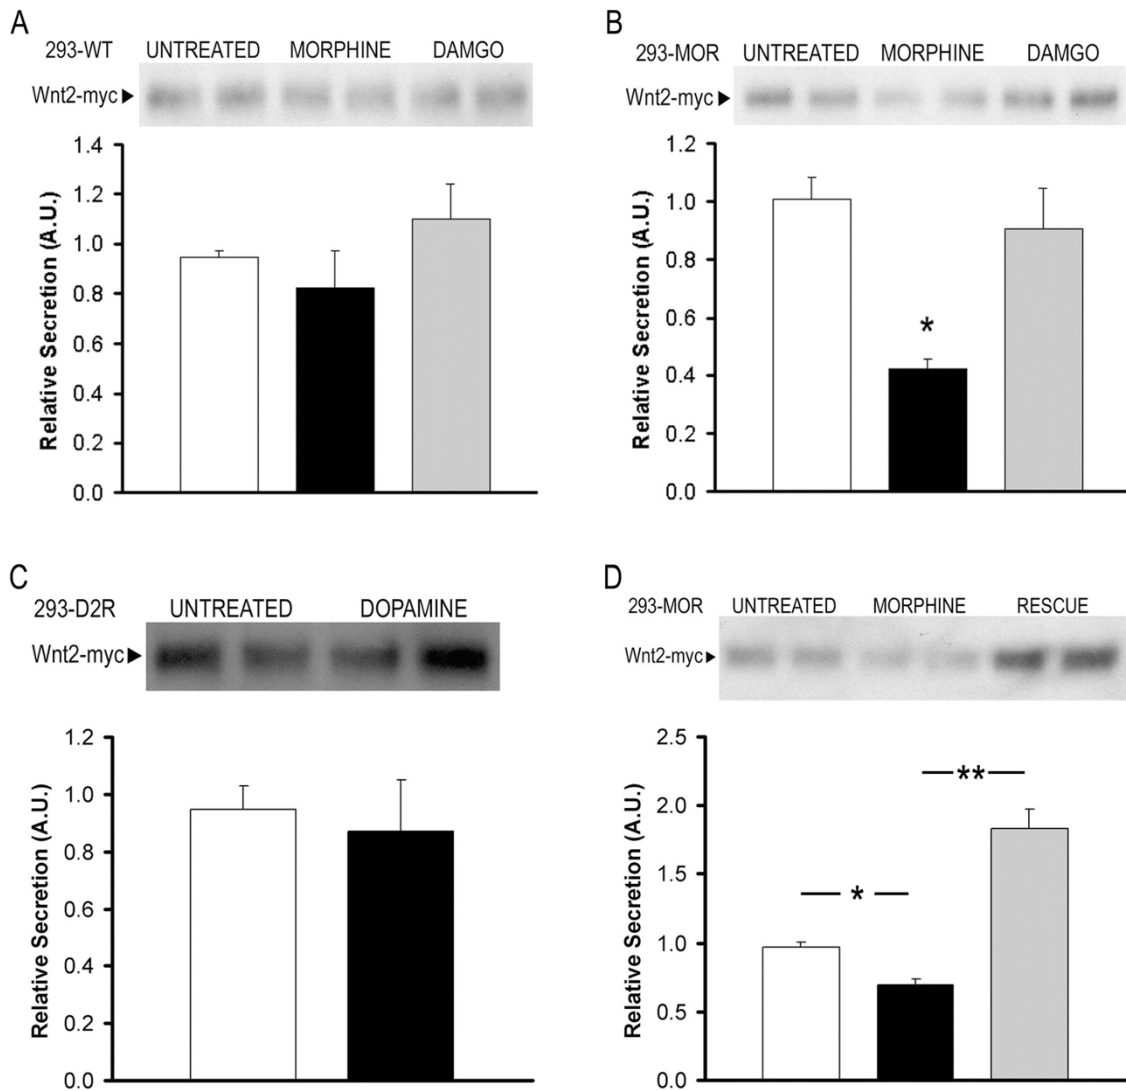 A
293-WT UNTREATED MORPHINE DAMGO
Wnt2-myc
Relative Secretion (A.U.)
1.4
1.2
1.0
0.8
0.6
0.4
0.2
0.0
B
293-MOR UNTREATED MORPHINE DAMGO
Wnt2-myc
Relative Secretion (A.U.)
1.2
1.0
0.8
0.6
0.4
0.2
0.0
*
C
293-D2R UNTREATED DOPAMINE
Wnt2-myc
Relative Secretion (A.U.)
1.2
1.0
0.8
0.6
0.4
0.2
0.0
D
293-MOR UNTREATED MORPHINE RESCUE
Wnt2-myc
Relative Secretion (A.U.)
2.5
2.0
1.5
1.0
0.5
0.0
*
**